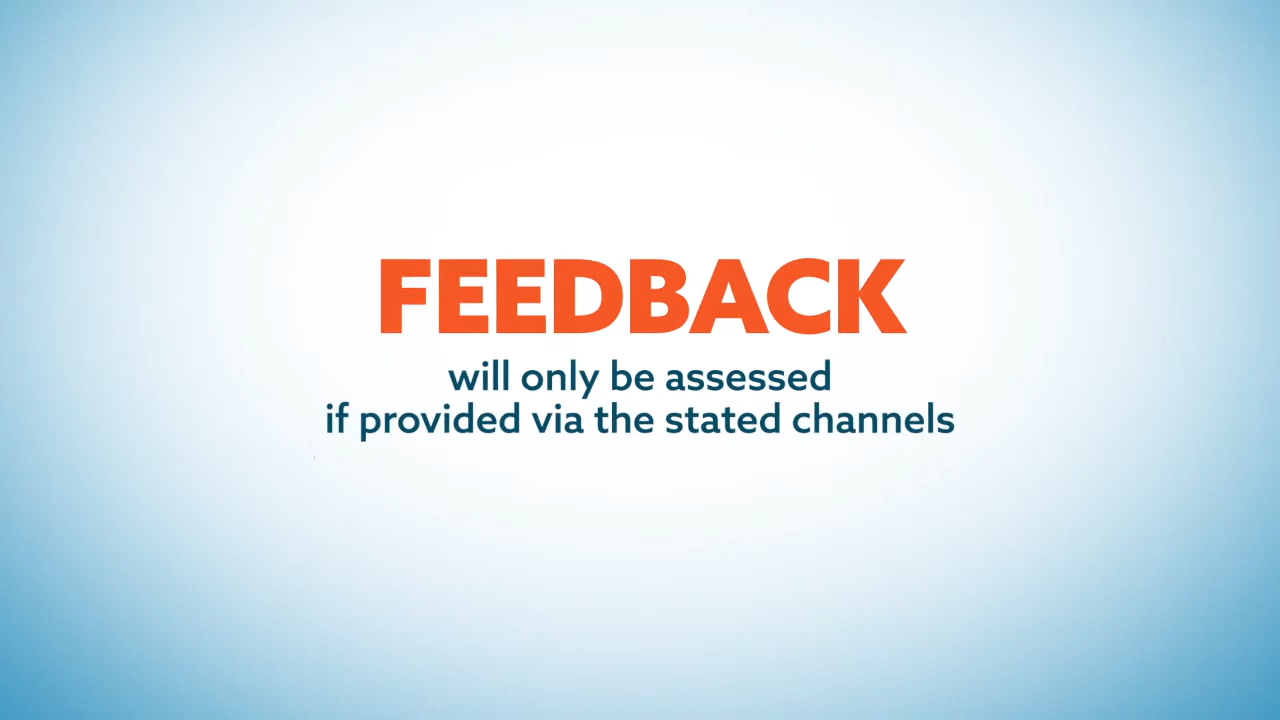 FEEDBACK
will only be assessed
if provided via the stated channels